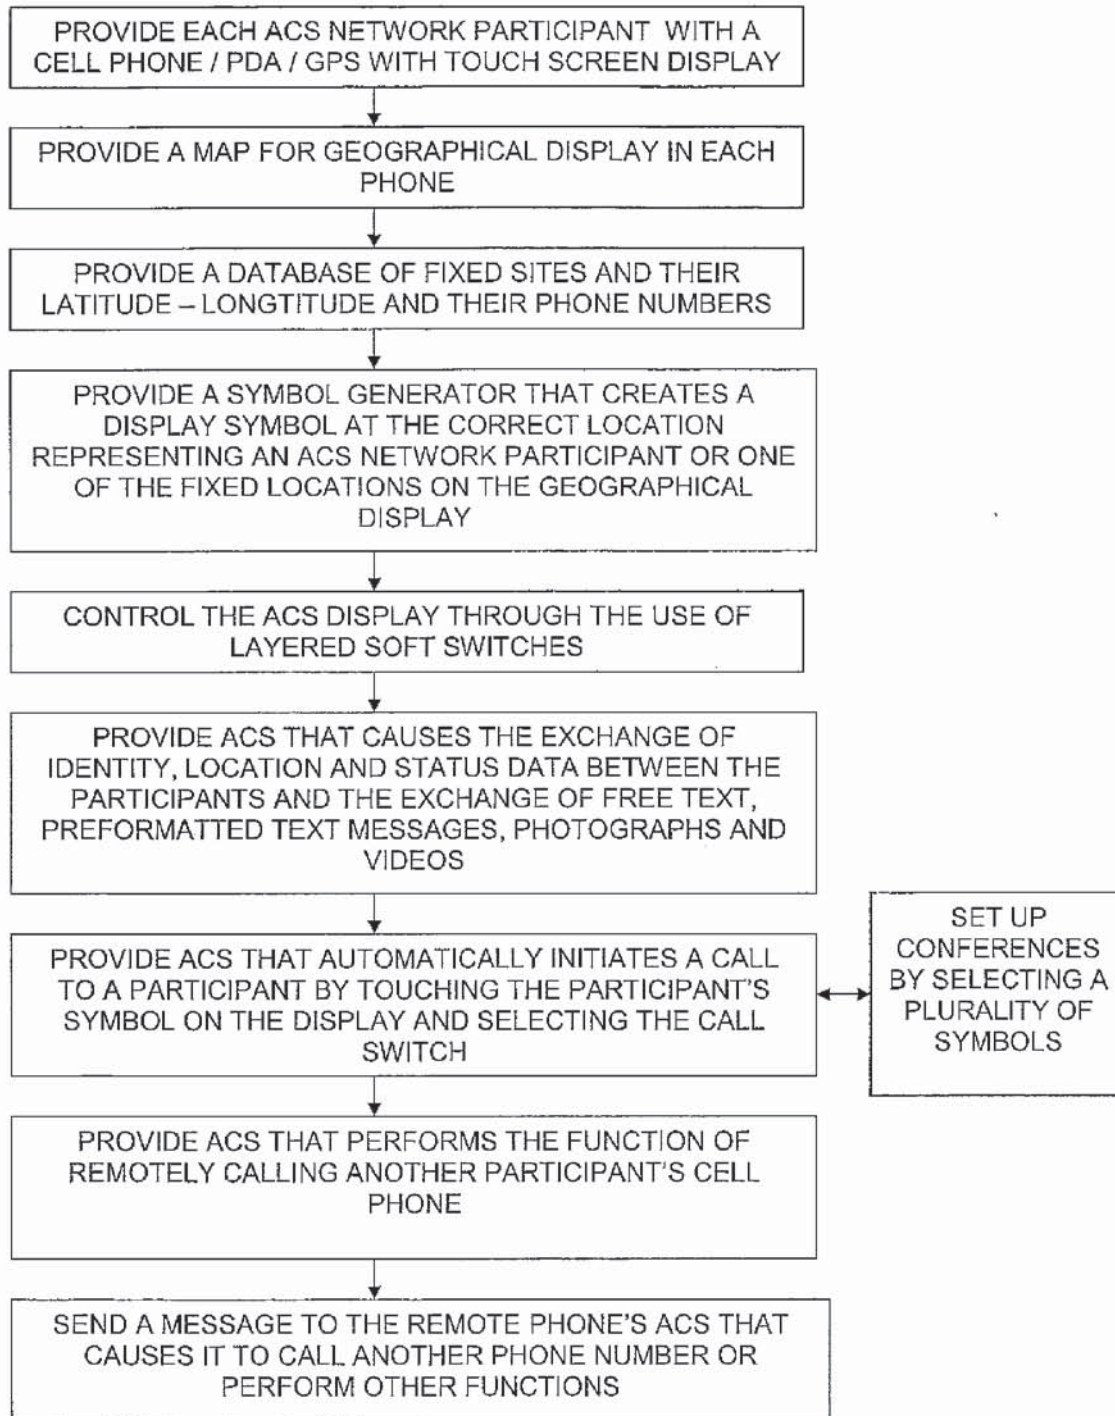 PROVIDE EACH ACS NETWORK PARTICIPANT WITH A
CELL PHONE / PDA / GPS WITH TOUCH SCREEN DISPLAY
PROVIDE A MAP FOR GEOGRAPHICAL DISPLAY IN EACH
PHONE
PROVIDE A DATABASE OF FIXED SITES AND THEIR
LATITUDE – LONGTITUDE AND THEIR PHONE NUMBERS
PROVIDE A SYMBOL GENERATOR THAT CREATES A
DISPLAY SYMBOL AT THE CORRECT LOCATION
REPRESENTING AN ACS NETWORK PARTICIPANT OR ONE
OF THE FIXED LOCATIONS ON THE GEOGRAPHICAL
DISPLAY
CONTROL THE ACS DISPLAY THROUGH THE USE OF
LAYERED SOFT SWITCHES
PROVIDE ACS THAT CAUSES THE EXCHANGE OF
IDENTITY, LOCATION AND STATUS DATA BETWEEN THE
PARTICIPANTS AND THE EXCHANGE OF FREE TEXT,
PREFORMATTED TEXT MESSAGES, PHOTOGRAPHS AND
VIDEOS
PROVIDE ACS THAT AUTOMATICALLY INITIATES A CALL
TO A PARTICIPANT BY TOUCHING THE PARTICIPANT'S
SYMBOL ON THE DISPLAY AND SELECTING THE CALL
SWITCH
SET UP
CONFERENCES
BY SELECTING A
PLURALITY OF
SYMBOLS
PROVIDE ACS THAT PERFORMS THE FUNCTION OF
REMOTELY CALLING ANOTHER PARTICIPANT'S CELL
PHONE
SEND A MESSAGE TO THE REMOTE PHONE'S ACS THAT
CAUSES IT TO CALL ANOTHER PHONE NUMBER OR
PERFORM OTHER FUNCTIONS